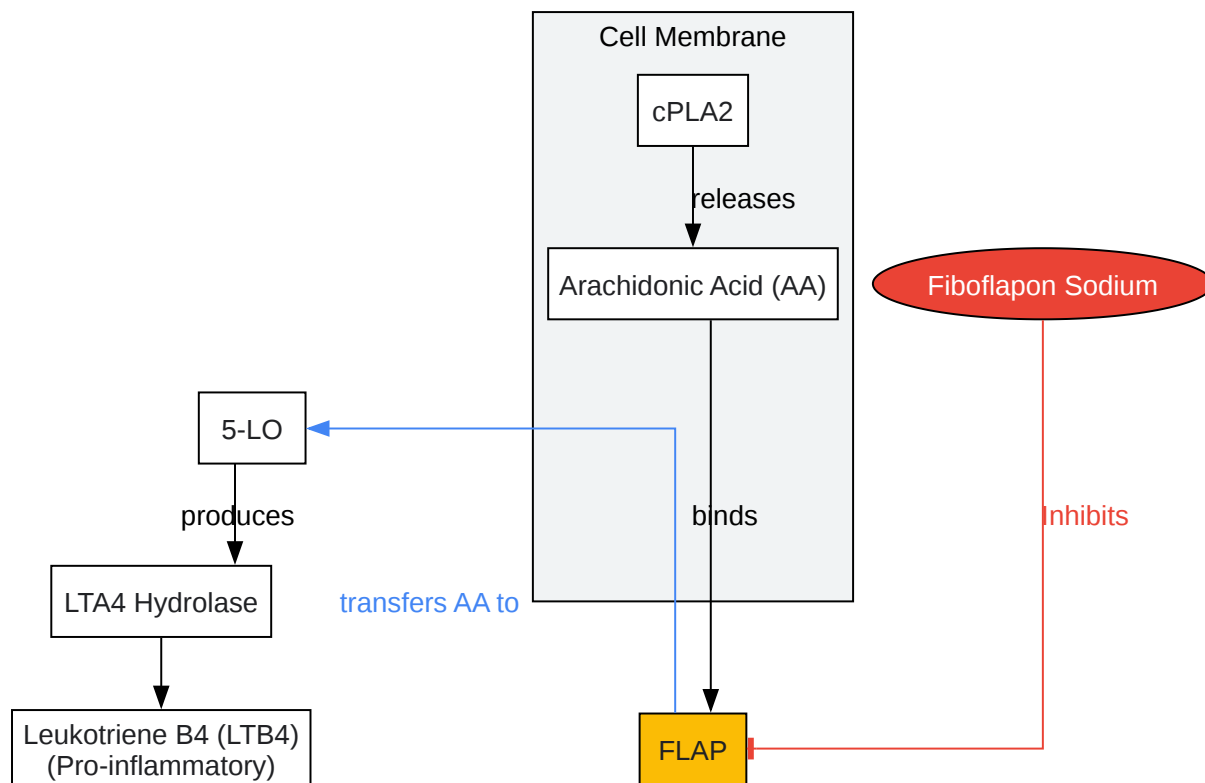 Cell Membrane
cPLA2
releases
Arachidonic Acid (AA)
Fiboflapon Sodium
5-LO
produces
binds
Inhibits
LTA4 Hydrolase
transfers AA to
Leukotriene B4 (LTB4)
(Pro-inflammatory)
FLAP